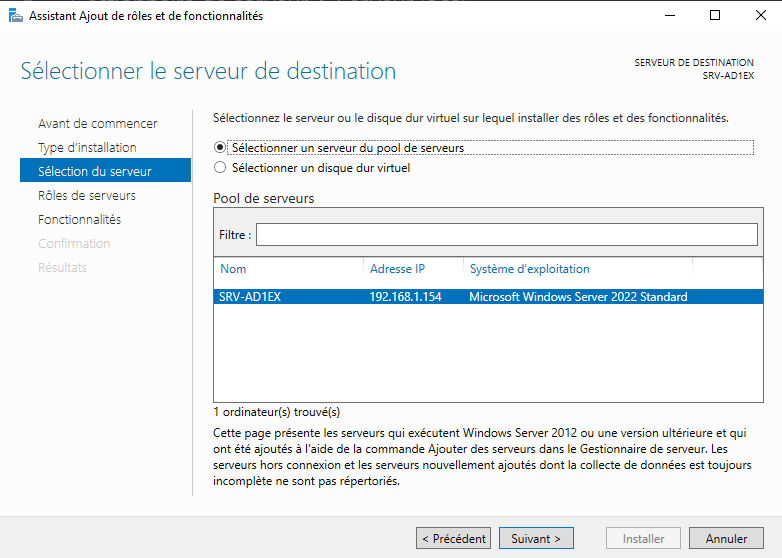 Assistant Ajout de rôles et de fonctionnalités
Sélectionner le serveur de destination
SERVEUR DE DESTINATION
SRV-AD1EX
Avant de commencer
Type d'installation
Sélection du serveur
Rôles de serveurs
Fonctionnalités
Confirmation
Résultats
Sélectionnez le serveur ou le disque dur virtuel sur lequel installer des rôles et des fonctionnalités.
Sélectionner un serveur du pool de serveurs
Sélectionner un disque dur virtuel
Pool de serveurs
Filtre :
Nom Adresse IP Système d'exploitation
SRV-AD1EX 192.168.1.154 Microsoft Windows Server 2022 Standard
1 ordinateur(s) trouvé(s)
Cette page présente les serveurs qui exécutent Windows Server 2012 ou une version ultérieure et qui
ont été ajoutés à l'aide de la commande Ajouter des serveurs dans le Gestionnaire de serveur. Les
serveurs hors connexion et les serveurs nouvellement ajoutés dont la collecte de données est toujours
incomplète ne sont pas répertoriés.
< Précédent Suivant > Installer Annuler